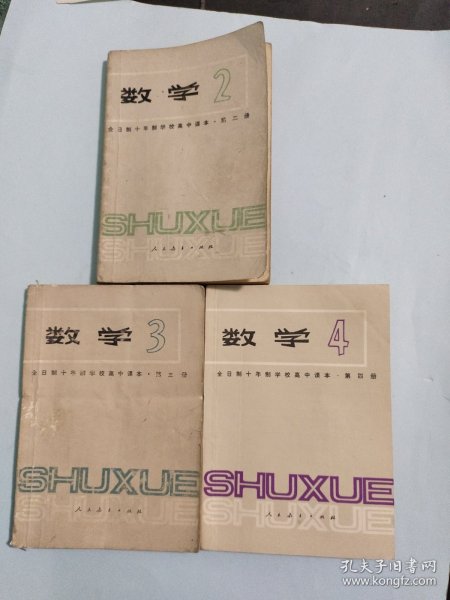 数学 2
全日制十年制学校高中课本·第二册
SHUXUE
SHUXUE
人民教育出版社
数学 3
全日制十年制学校高中课本·第三册
SHUXUE
SHUXUE
人民教育出版社
数学 4
全日制十年制学校高中课本·第四册
SHUXUE
SHUXUE
人民教育出版社
孔夫子旧书网
www.kongfz.com